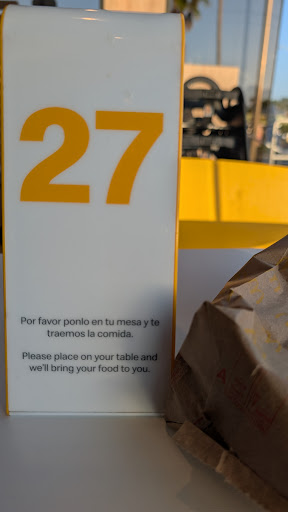 27
Por favor ponlo en tu mesa y te
traemos la comida.
Please place on your table and
we'll bring your food to you.